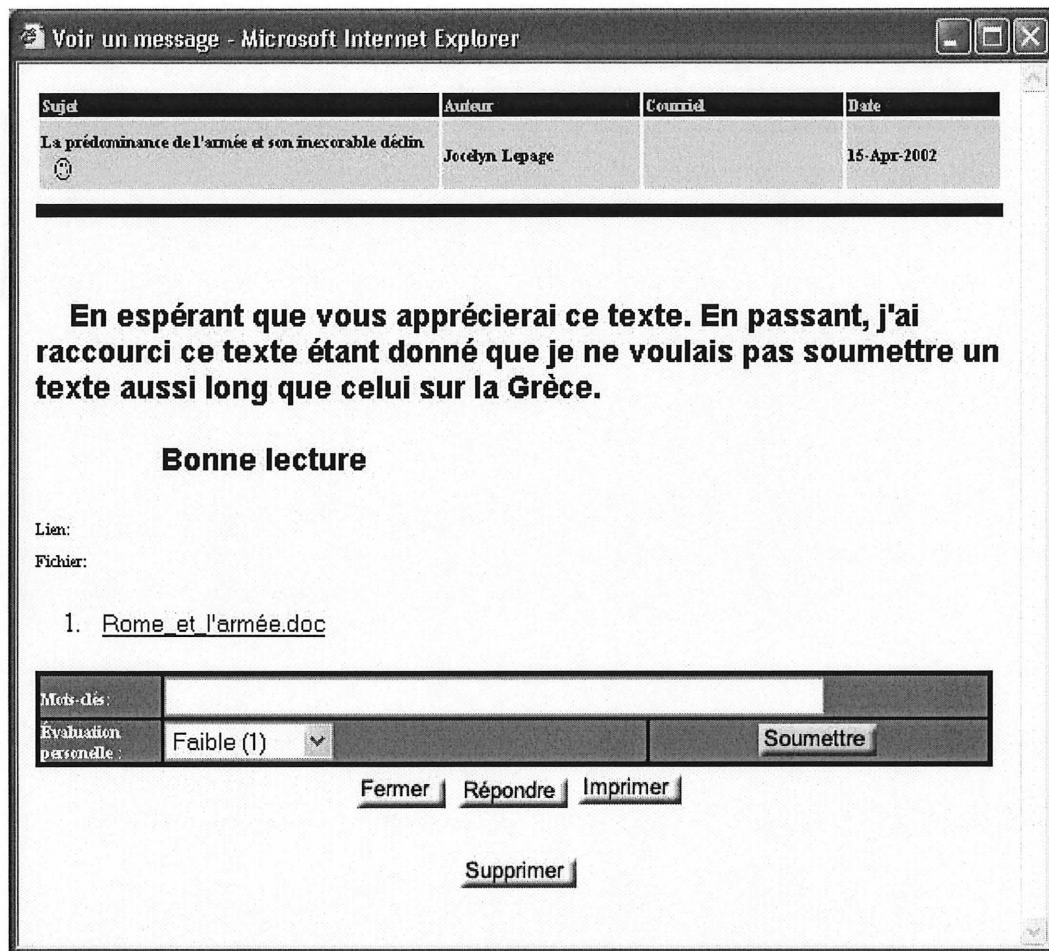 Voir un message - Microsoft Internet Explorer
Sujet Auteur Courriel Date
La prédominance de l'armée et son inexorable déclin
Jocelyn Lepage 15-Apr-2002
En espérant que vous apprécierai ce texte. En passant, j'ai
raccourci ce texte étant donné que je ne voulais pas soumettre un
texte aussi long que celui sur la Grèce.
Bonne lecture
Lien:
Fichier:
1. Rome_et_l'armée.doc
Mots-clés:
Évaluation
personelle :
Faible (1)
Soumettre
Fermer Répondre Imprimer
Supprimer